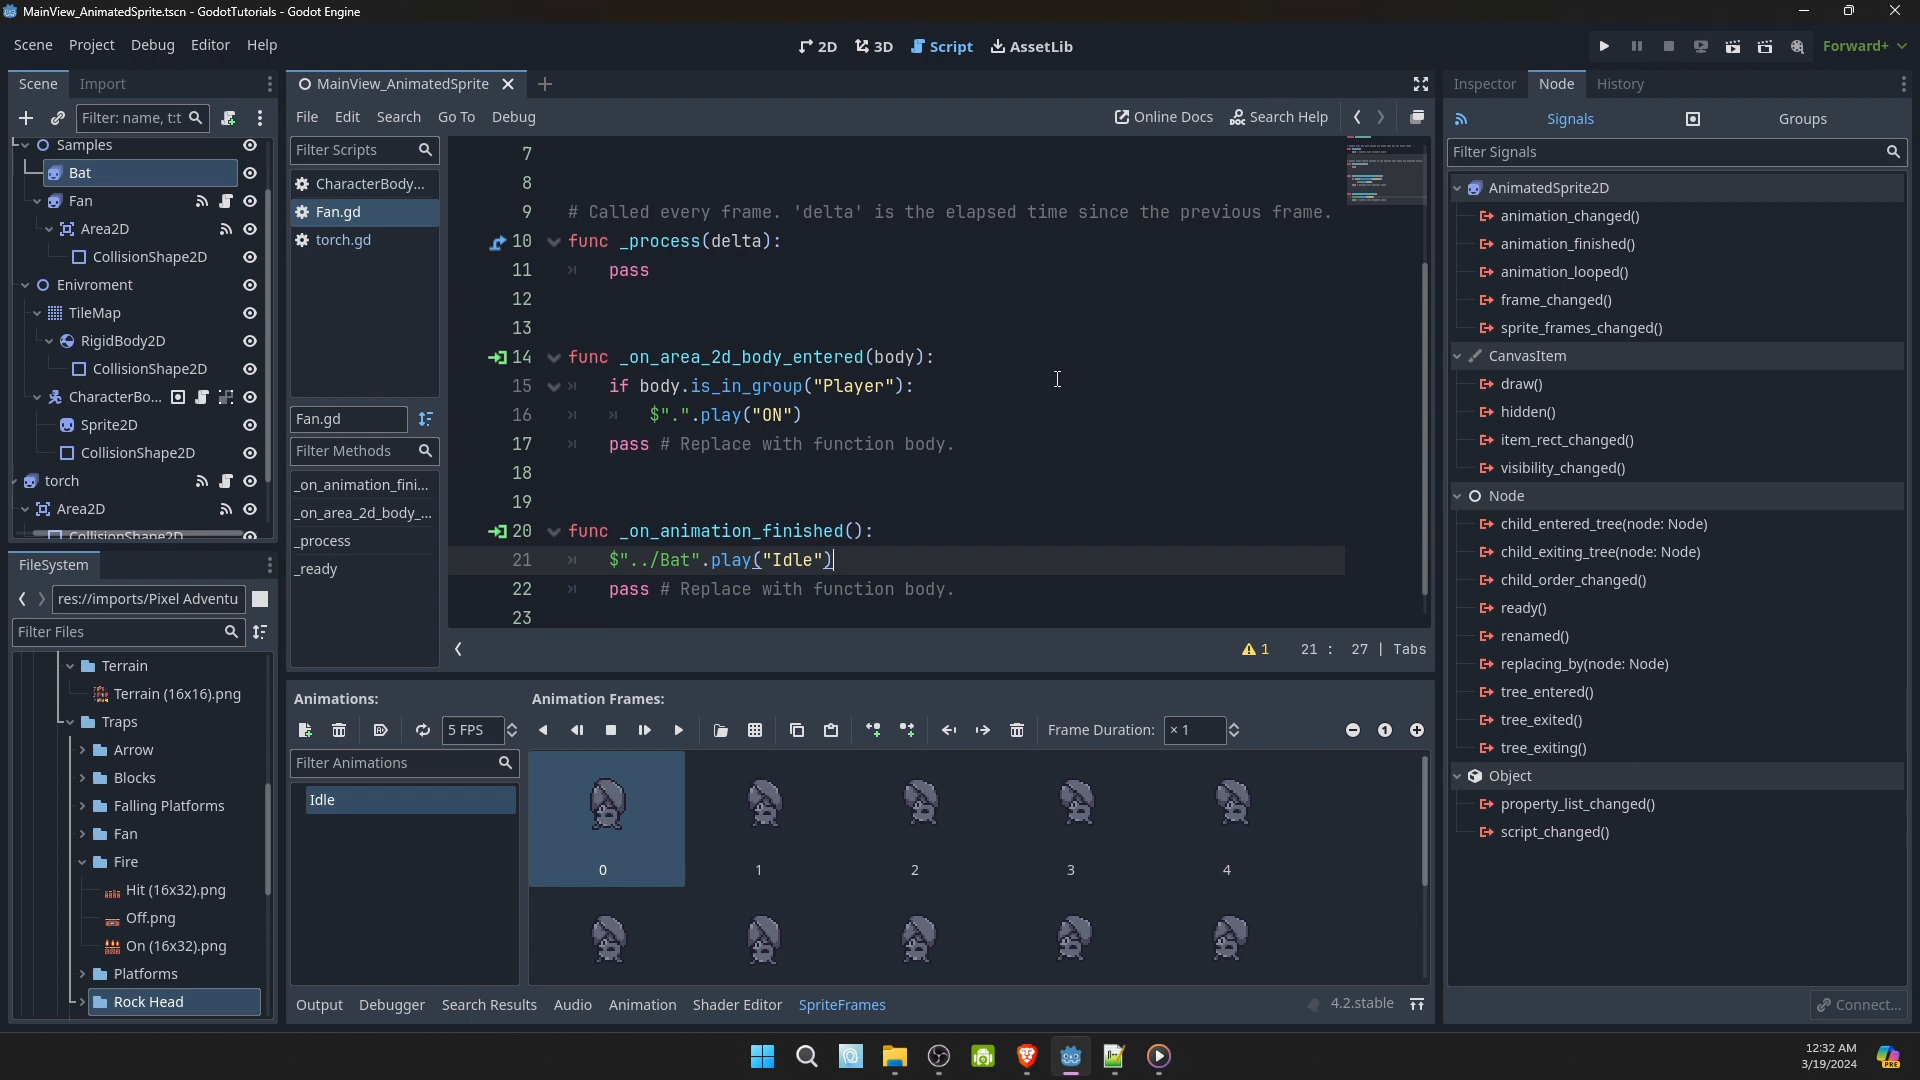 MainView_AnimatedSprite.tscn - GodotTutorials - Godot Engine
Scene Project Debug Editor Help
2D 3D Script AssetLib
Forward+
Scene Import
Filter: name, t:t
Samples
Bat
Fan
Area2D
CollisionShape2D
Enivroment
TileMap
RigidBody2D
CollisionShape2D
CharacterBo...
Sprite2D
CollisionShape2D
torch
Area2D
CollisionShape2D
FileSystem
res://imports/Pixel Adventu
Filter Files
Terrain
Terrain (16x16).png
Traps
Arrow
Blocks
Falling Platforms
Fan
Fire
Hit (16x32).png
Off.png
On (16x32).png
Platforms
Rock Head
MainView_AnimatedSprite
File Edit Search Go To Debug
Online Docs Search Help
Filter Scripts
CharacterBody...
Fan.gd
torch.gd
Fan.gd
Filter Methods
_on_animation_fini...
_on_area_2d_body_...
_process
_ready
7
8
9 # Called every frame. 'delta' is the elapsed time since the previous frame.
10 func _process(delta):
11 pass
12
13
14 func _on_area_2d_body_entered(body):
15 if body.is_in_group("Player"):
16 $".".play("ON")
17 pass # Replace with function body.
18
19
20 func _on_animation_finished():
21 $"../Bat".play("Idle")
22 pass # Replace with function body.
23
1 21 : 27 | Tabs
Animations:
5 FPS
Filter Animations
Idle
Animation Frames:
Frame Duration: × 1
0 1 2 3 4
Output Debugger Search Results Audio Animation Shader Editor SpriteFrames
4.2.stable
Inspector Node History
Signals Groups
Filter Signals
AnimatedSprite2D
animation_changed()
animation_finished()
animation_looped()
frame_changed()
sprite_frames_changed()
CanvasItem
draw()
hidden()
item_rect_changed()
visibility_changed()
Node
child_entered_tree(node: Node)
child_exiting_tree(node: Node)
child_order_changed()
ready()
renamed()
replacing_by(node: Node)
tree_entered()
tree_exited()
tree_exiting()
Object
property_list_changed()
script_changed()
Connect...
12:32 AM
3/19/2024
PRE